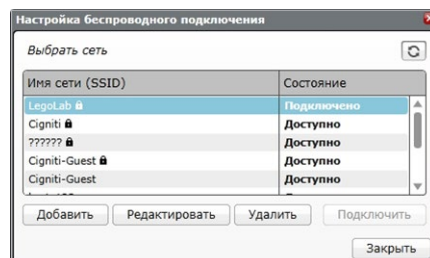 Настройка беспроводного подключения
Выбрать сеть
Имя сети (SSID) Состояние
LegoLab Подключено
Cigniti Доступно
?????? Доступно
Cigniti-Guest Доступно
Cigniti-Guest Доступно
Добавить Редактировать Удалить Подключить
Закрыть